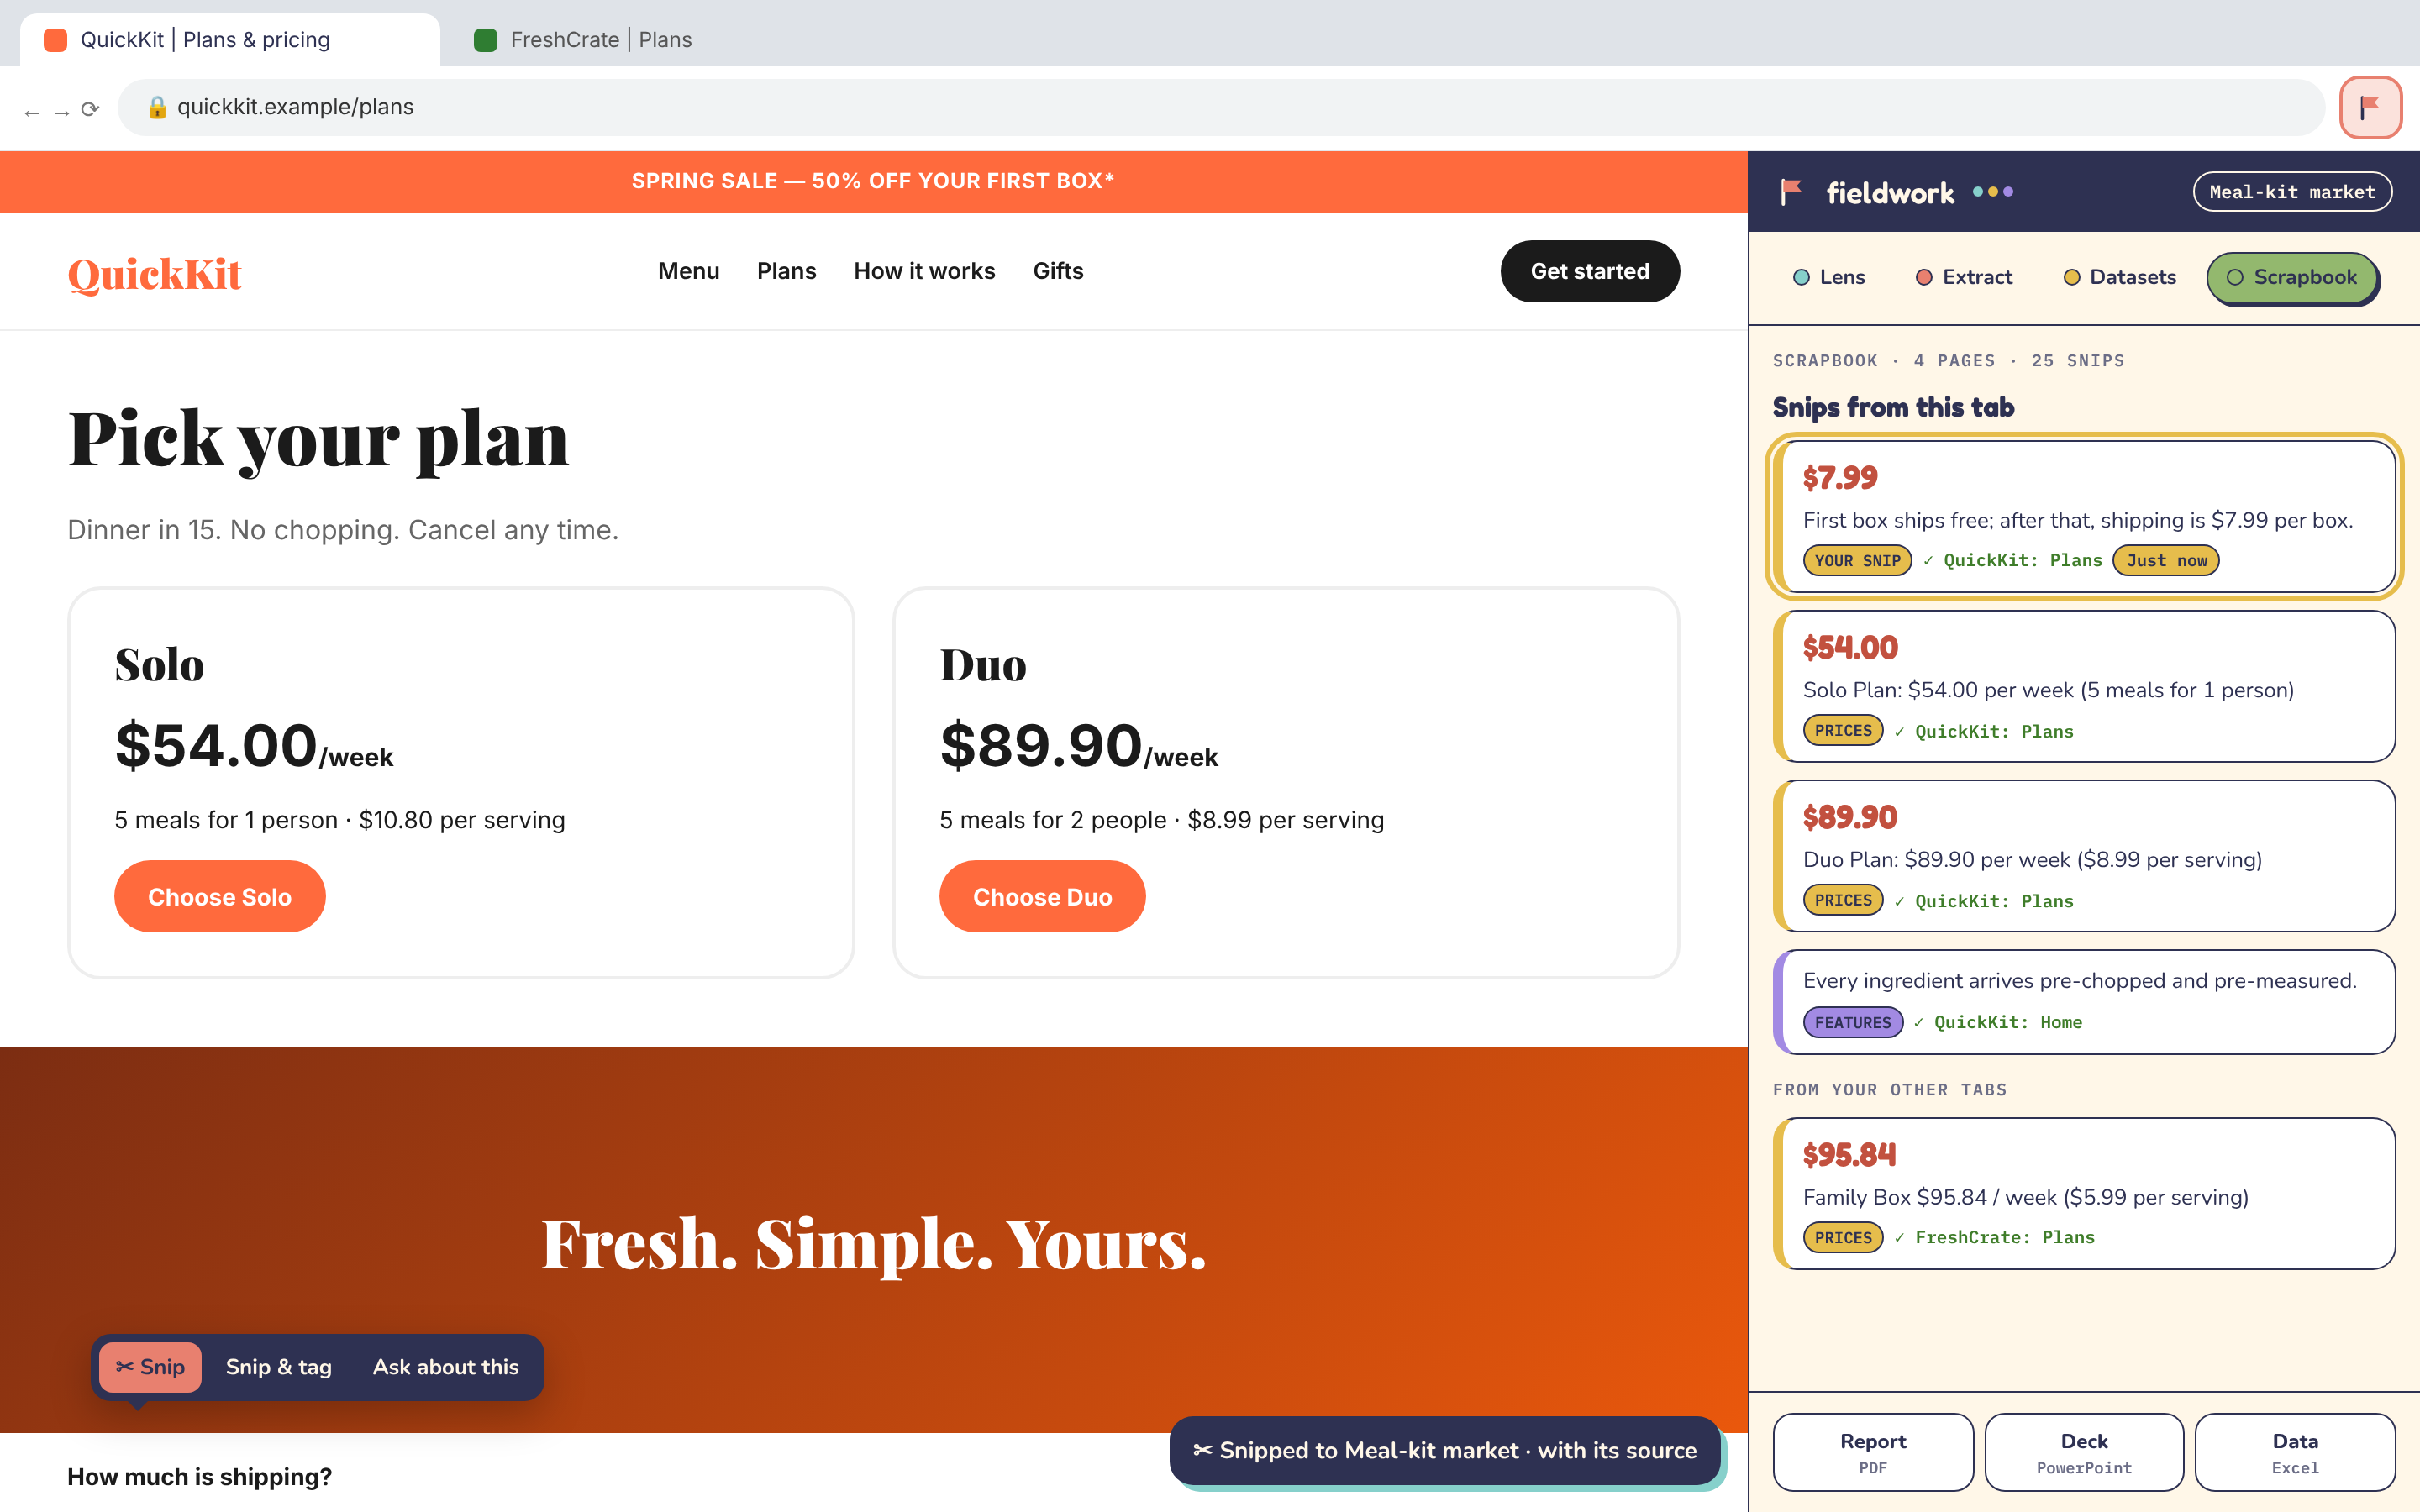 QuickKit | Plans & pricing
FreshCrate | Plans
quickkit.example/plans
SPRING SALE — 50% OFF YOUR FIRST BOX*
QuickKit
Menu
Plans
How it works
Gifts
Get started
Pick your plan
Dinner in 15. No chopping. Cancel any time.
Solo
$54.00/week
5 meals for 1 person · $10.80 per serving
Choose Solo
Duo
$89.90/week
5 meals for 2 people · $8.99 per serving
Choose Duo
Fresh. Simple. Yours.
✂ Snip
Snip & tag
Ask about this
How much is shipping?
✂ Snipped to Meal-kit market · with its source
fieldwork
Meal-kit market
Lens
Extract
Datasets
Scrapbook
SCRAPBOOK · 4 PAGES · 25 SNIPS
Snips from this tab
$7.99
First box ships free; after that, shipping is $7.99 per box.
YOUR SNIP ✓ QuickKit: Plans Just now
$54.00
Solo Plan: $54.00 per week (5 meals for 1 person)
PRICES ✓ QuickKit: Plans
$89.90
Duo Plan: $89.90 per week ($8.99 per serving)
PRICES ✓ QuickKit: Plans
Every ingredient arrives pre-chopped and pre-measured.
FEATURES ✓ QuickKit: Home
FROM YOUR OTHER TABS
$95.84
Family Box $95.84 / week ($5.99 per serving)
PRICES ✓ FreshCrate: Plans
Report
PDF
Deck
PowerPoint
Data
Excel